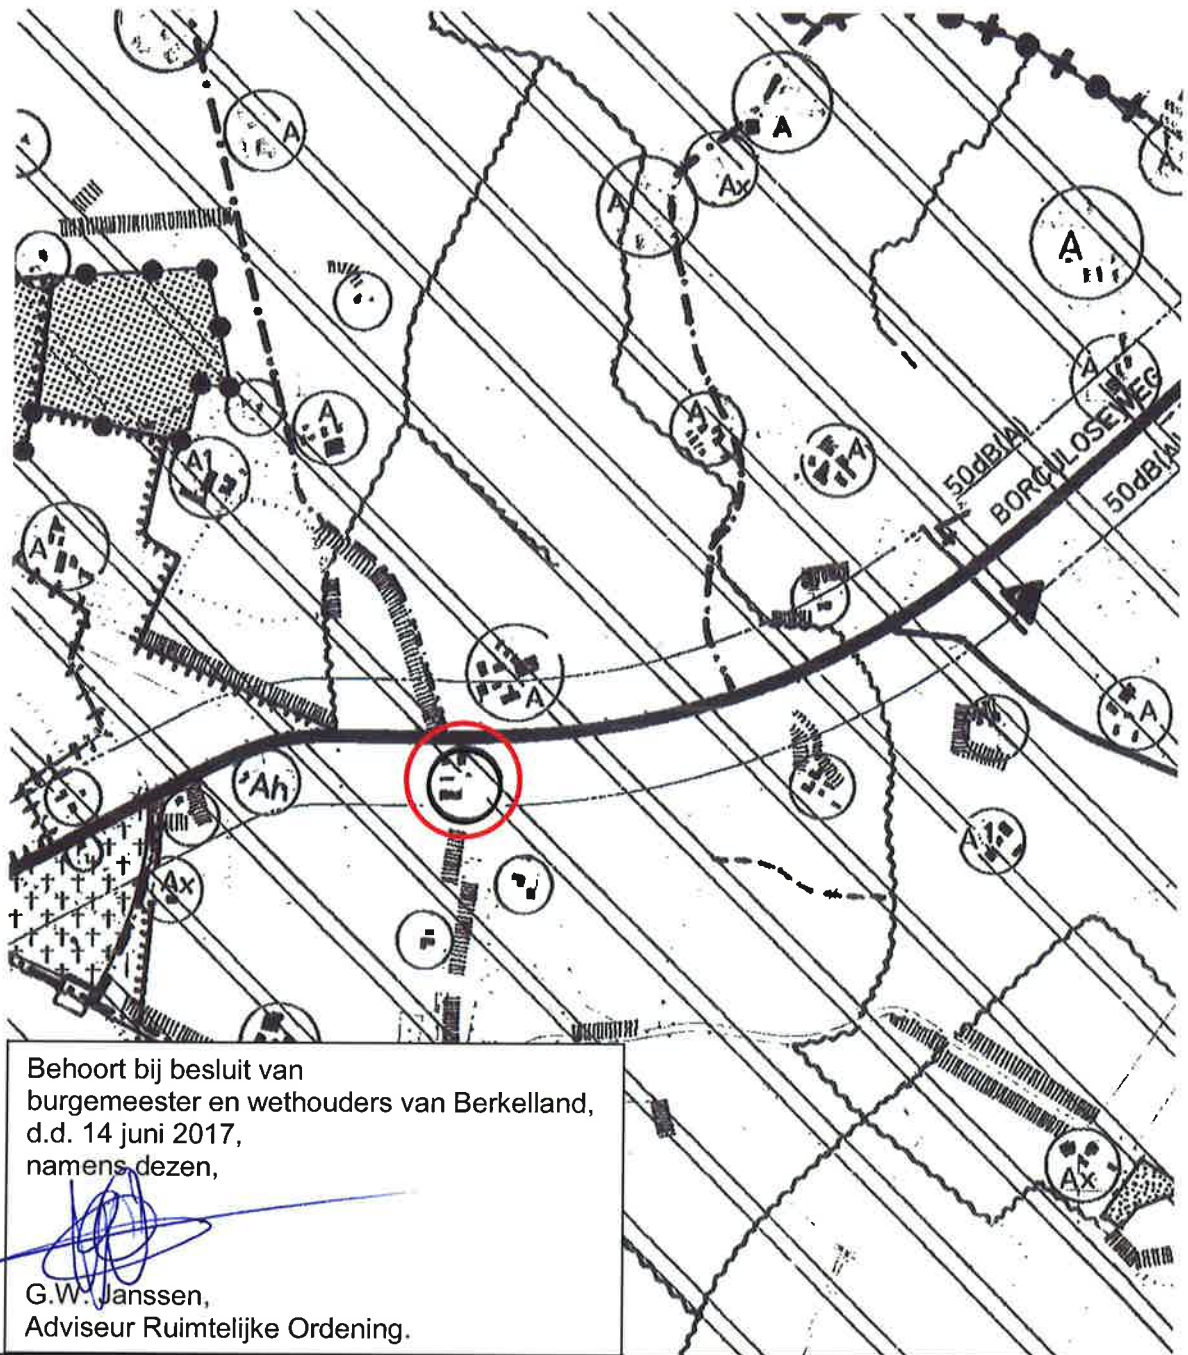 A
A
Ax
A
A
A
A
50dB(A)
BORCULOSEWEG
50dB(A)
A
A
A
A1
A
A
A
Ah
A
Ax
Ax
Behoort bij besluit van
burgemeester en wethouders van Berkelland,
d.d. 14 juni 2017,
namens dezen,
G.W. Janssen,
Adviseur Ruimtelijke Ordening.